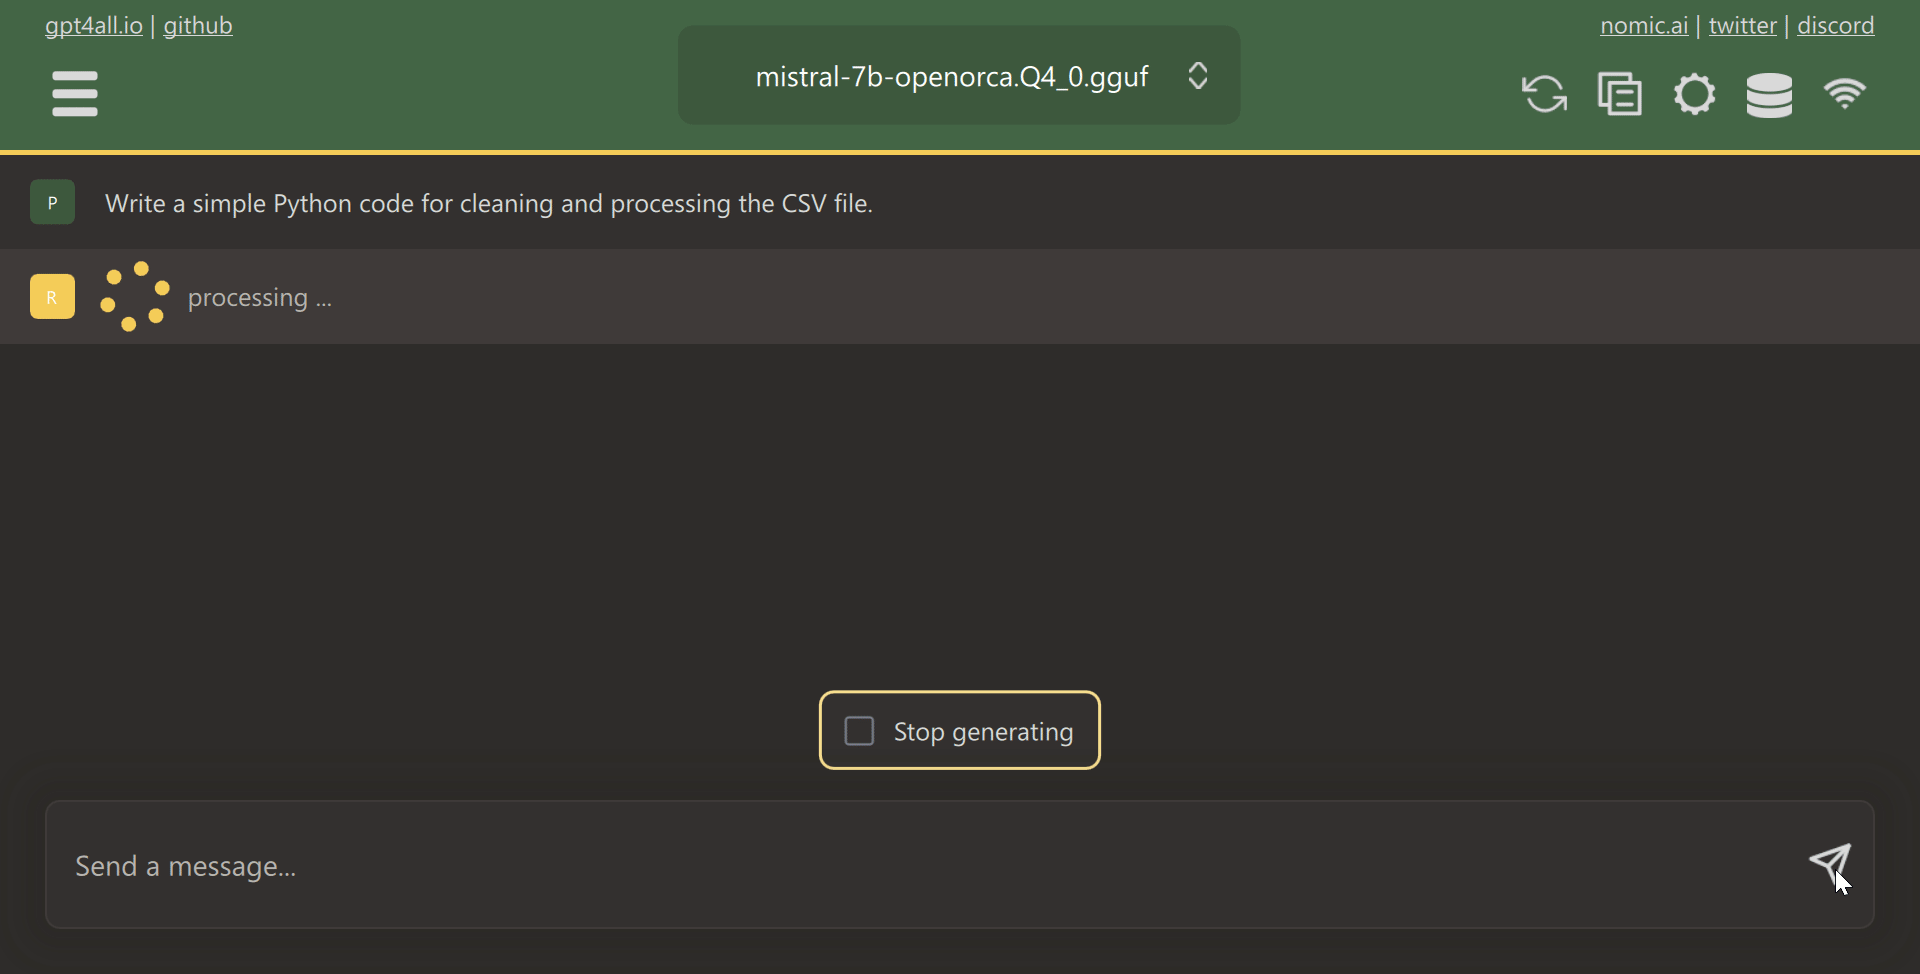 gpt4all.io | github
nomic.ai | twitter | discord
mistral-7b-openorca.Q4_0.gguf
P
Write a simple Python code for cleaning and processing the CSV file.
R
processing ...
Stop generating
Send a message...